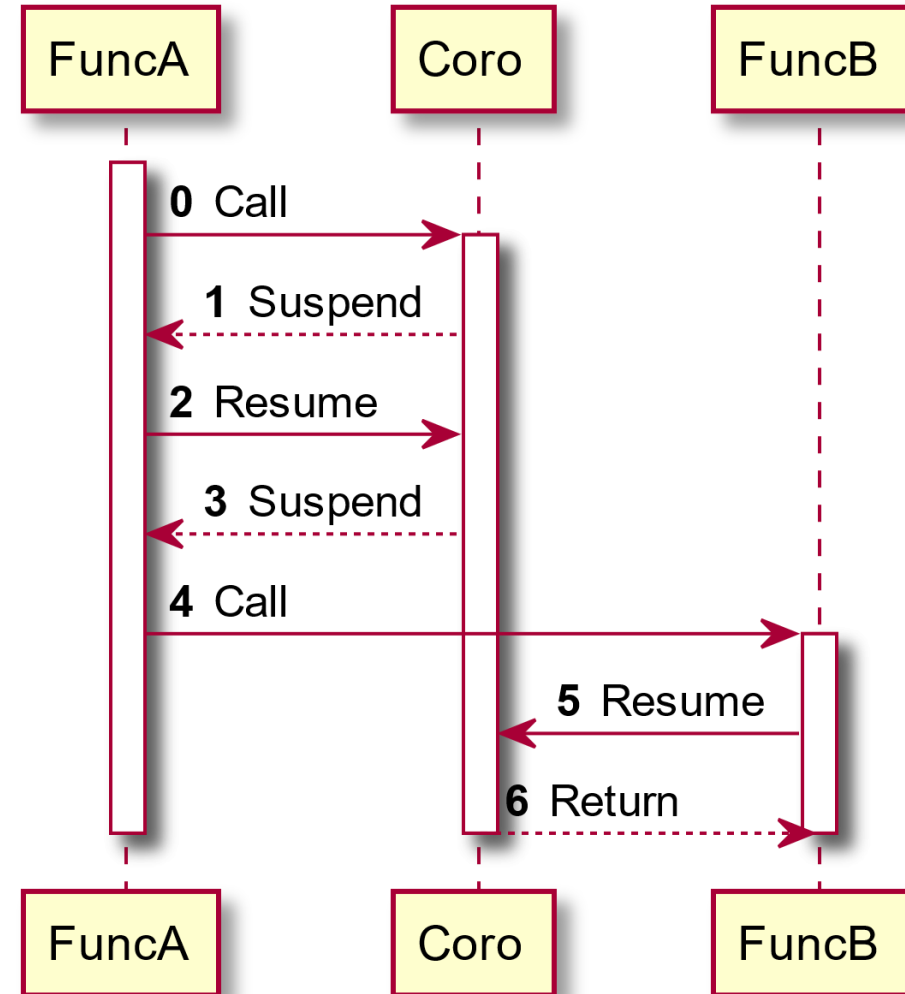 FuncA Coro FuncB
0 Call
1 Suspend
2 Resume
3 Suspend
4 Call
5 Resume
6 Return
FuncA Coro FuncB